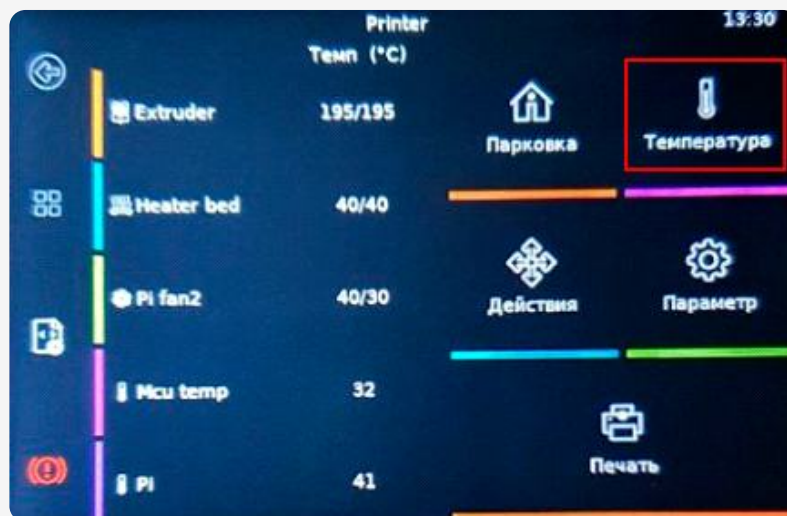 Printer
13:30
Темп (°C)
Extruder 195/195
Heater bed 40/40
Pi fan2 40/30
Mcu temp 32
Pi 41
Парковка
Температура
Действия
Параметр
Печать